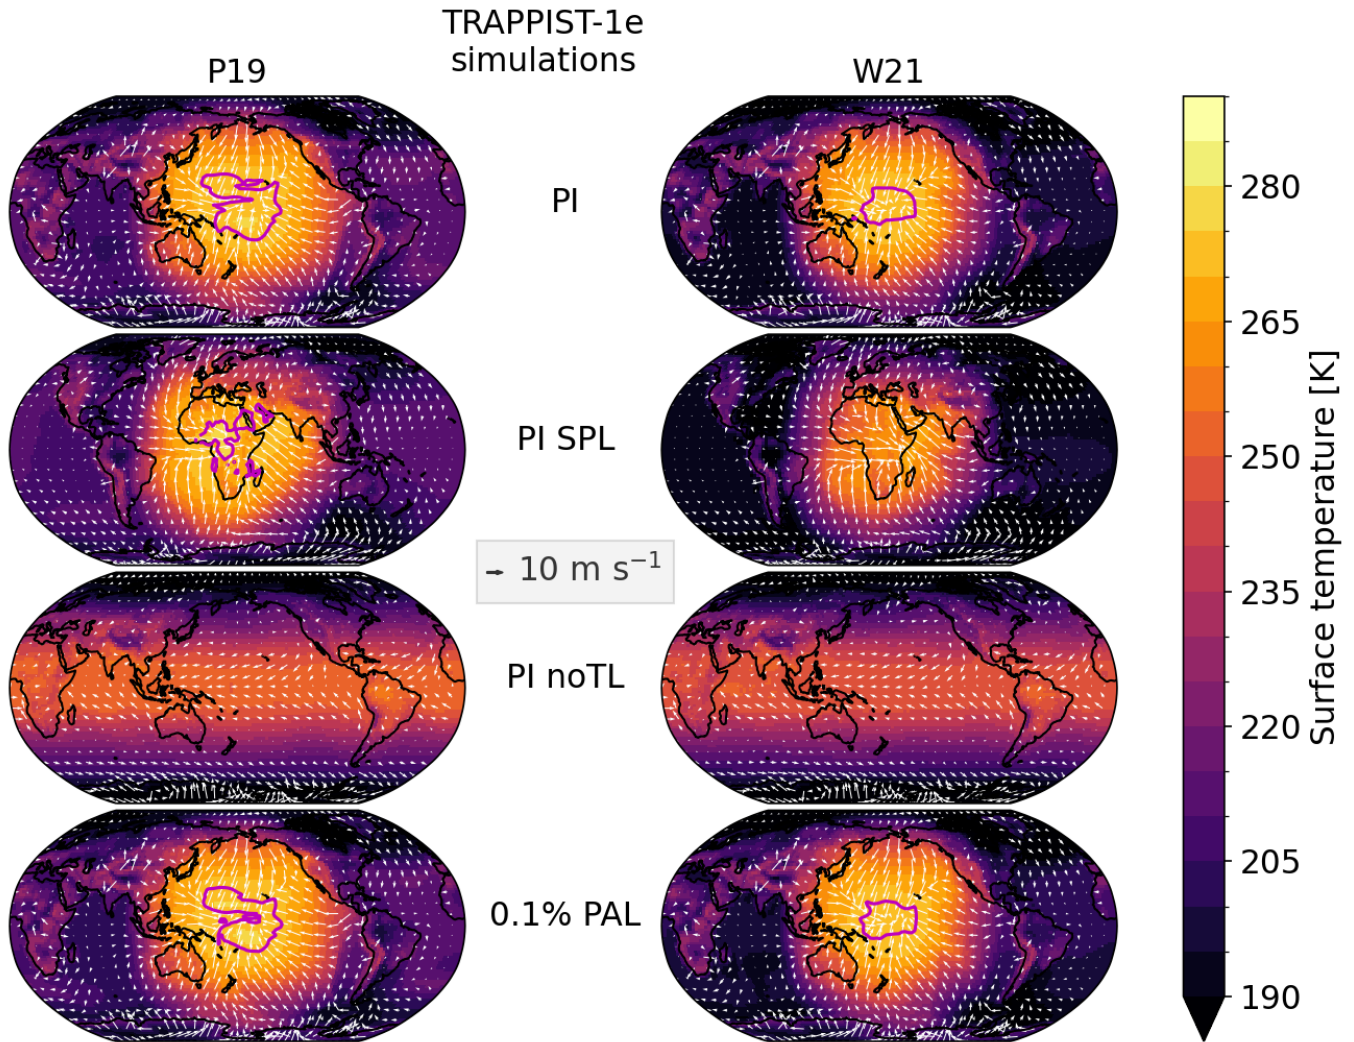 TRAPPIST-1e
simulations
P19
W21
PI
PI SPL
10 m s⁻¹
PI noTL
0.1% PAL
280
265
250
235
220
205
190
Surface temperature [K]